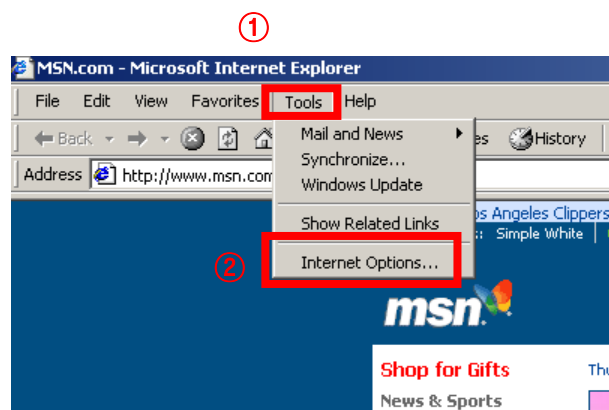 ①
MSN.com - Microsoft Internet Explorer
File Edit View Favorites Tools Help
Back History
Mail and News
Synchronize...
Address http://www.msn.com
Windows Update
Show Related Links
os Angeles Clippers
:: Simple White |
② Internet Options...
msn
Shop for Gifts
News & Sports